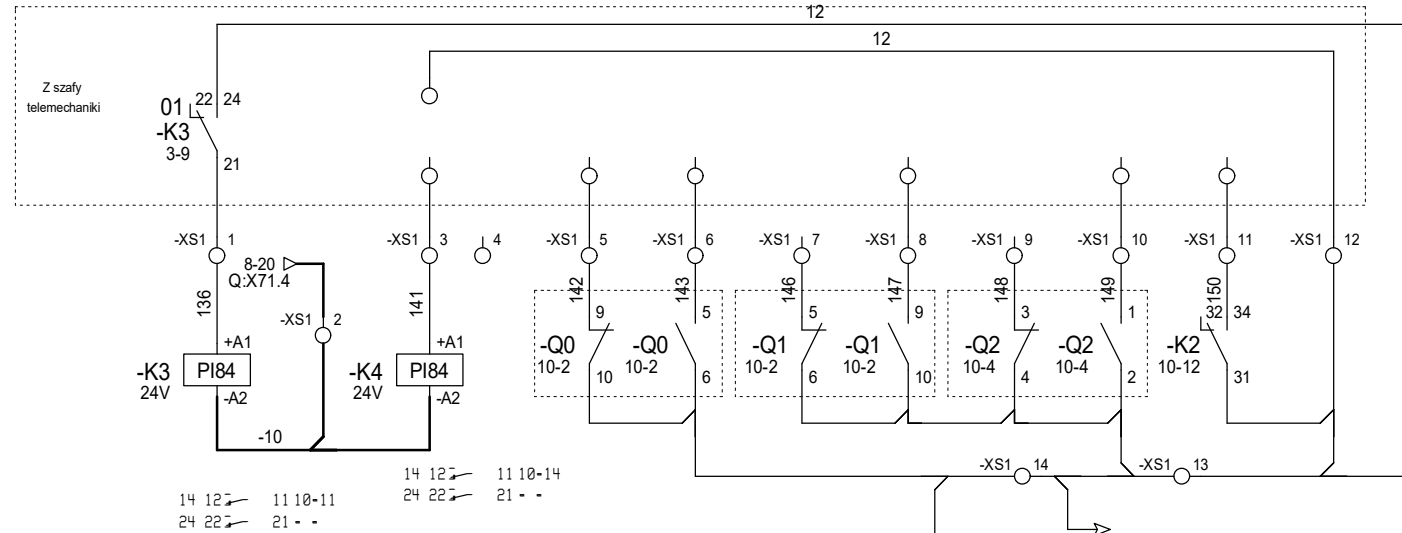 12
12
Z szafy
telemechaniki
01 22 24
-K3
3-9
21
-XS1 1
-XS1 3
4
-XS1 5
-XS1 6
-XS1 7
-XS1 8
-XS1 9
-XS1 10
-XS1 11
-XS1 12
8-20
Q:X71.4
136
141
142
143
146
147
148
149
150
-XS1 2
9
5
5
9
3
1
32 34
+A1
+A1
-K3 PI84
24V
-K4 PI84
24V
-Q0
10-2
-Q0
10-2
-Q1
10-2
-Q1
10-2
-Q2
10-4
-Q2
10-4
-K2
10-12
10
6
6
10
4
2
31
-A2
-A2
-10
-XS1 14
-XS1 13
14 12 11 10-14
24 22 21 - -
14 12 11 10-11
24 22 21 - -